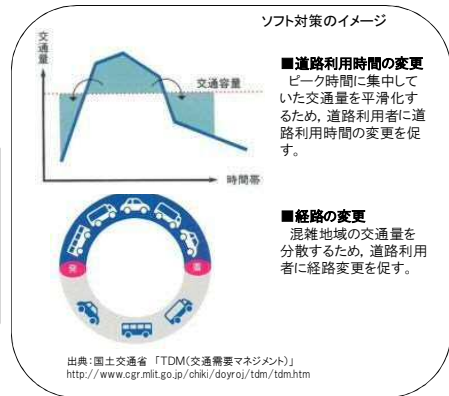 ソフト対策のイメージ
交通量
交通容量
時間帯
■道路利用時間の変更
ピーク時間に集中して
いた交通量を平滑化す
るため，道路利用者に道
路利用時間の変更を促
す。
発
着
■経路の変更
混雑地域の交通量を
分散するため，道路利用
者に経路変更を促す。
出典：国土交通省 「TDM(交通需要マネジメント)」
http://www.cgr.mlit.go.jp/chiki/doyroj/tdm/tdm.htm